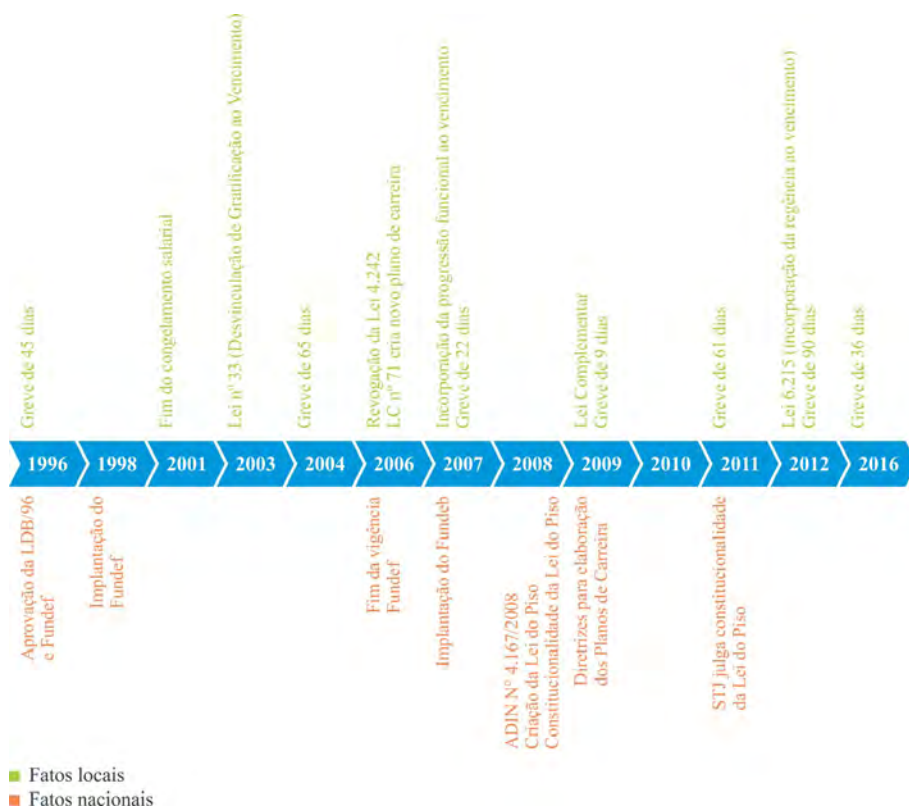 Greve de 45 dias
Fim do congelamento salarial
Lei nº 33 (Desvinculação de Gratificação ao Vencimento)
Greve de 65 dias
Revogação da Lei 4.242
LC nº 71 cria novo plano de carreira
Incorporação da progressão funcional ao vencimento
Greve de 22 dias
Lei Complementar
Greve de 9 dias
Greve de 61 dias
Lei 6.215 (incorporação da regência ao vencimento)
Greve de 90 dias
Greve de 36 dias
1996
1998
2001
2003
2004
2006
2007
2008
2009
2010
2011
2012
2016
Aprovação da LDB/96
e Fundef
Implantação do
Fundef
Fim da vigência
Fundef
Implantação do Fundeb
ADIN N° 4.167/2008
Criação da Lei do Piso
Constitucionalidade da Lei do Piso
Diretrizes para elaboração
dos Planos de Carreira
STJ julga constitucionalidade
da Lei do Piso
Fatos locais
Fatos nacionais